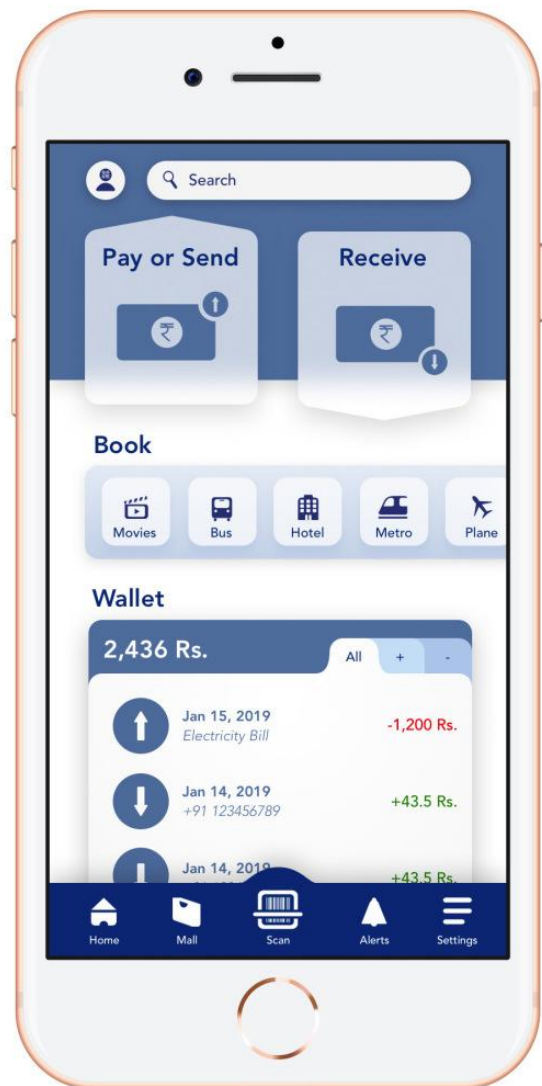 Search
Pay or Send
Receive
₹
₹
Book
Movies
Bus
Hotel
Metro
Plane
Wallet
2,436 Rs.
All
+
-
Jan 15, 2019
Electricity Bill
-1,200 Rs.
Jan 14, 2019
+91 123456789
+43.5 Rs.
Jan 14, 2019
+43.5 Rs.
Home
Mall
Scan
Alerts
Settings